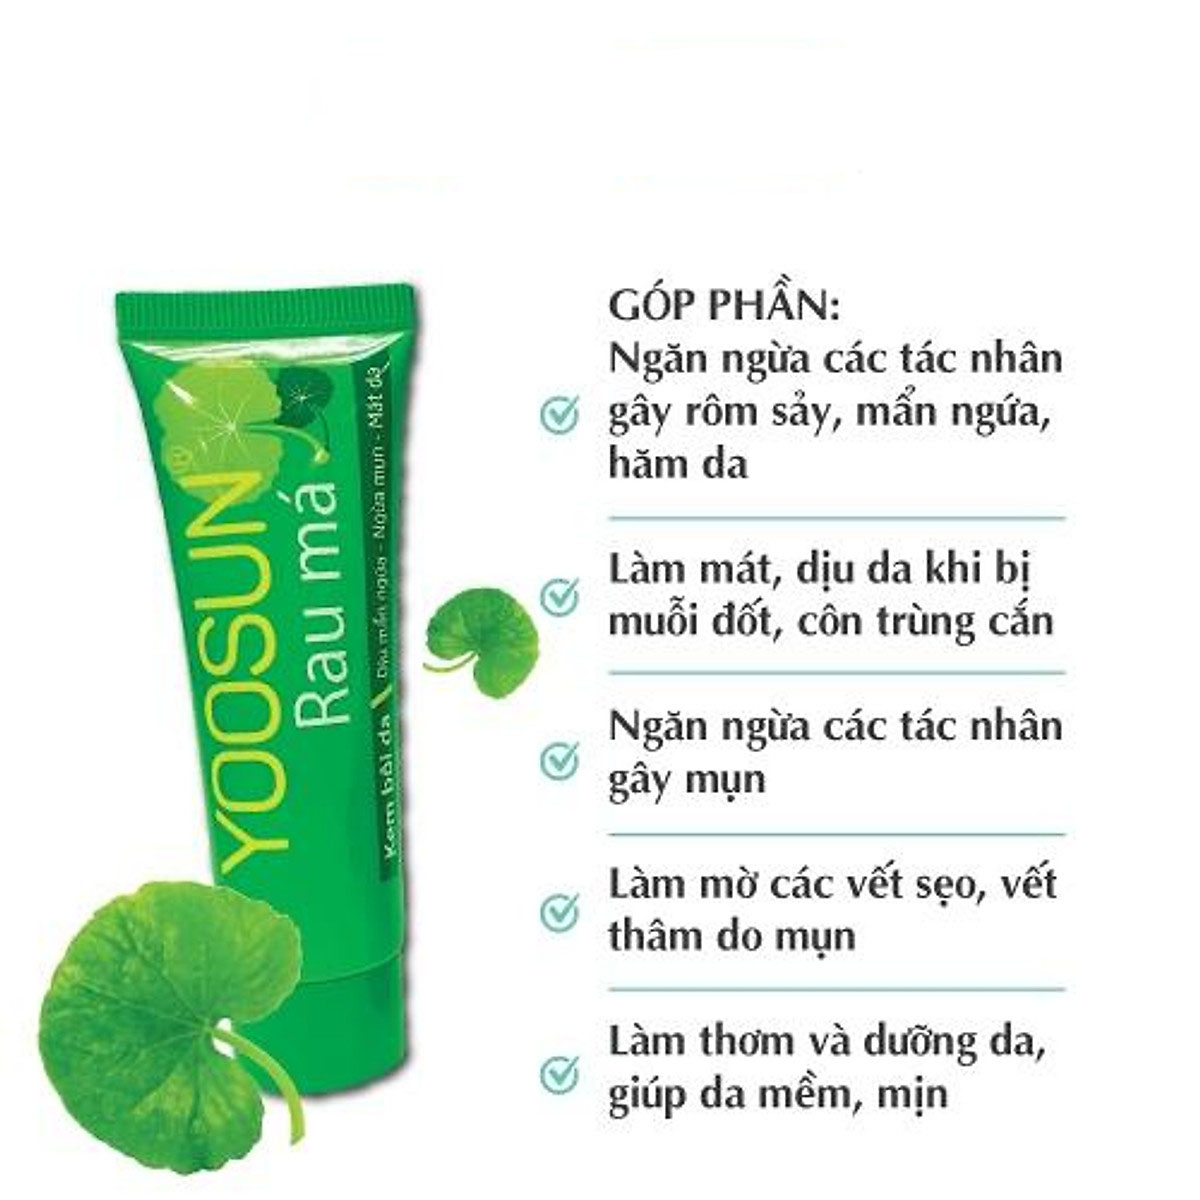 YOOSUN
Rau má
Kem bôi da
Dịu mẩn ngứa - Ngừa mụn - Mát da
GÓP PHẦN:
Ngăn ngừa các tác nhân
gây rôm sảy, mẩn ngứa,
hăm da
Làm mát, dịu da khi bị
muỗi đốt, côn trùng cắn
Ngăn ngừa các tác nhân
gây mụn
Làm mờ các vết sẹo, vết
thâm do mụn
Làm thơm và dưỡng da,
giúp da mềm, mịn